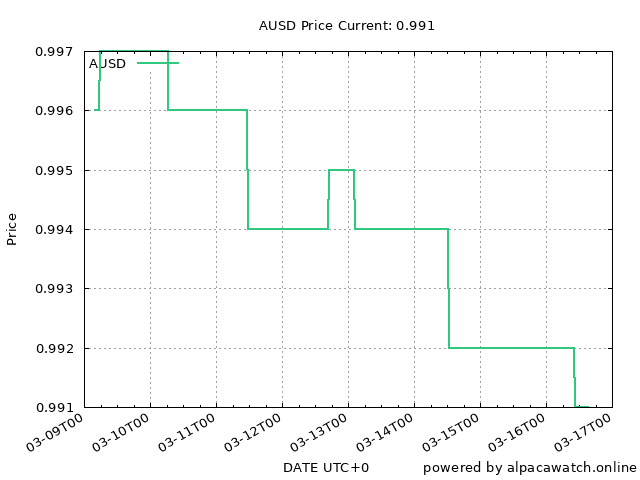 AUSD Price Current: 0.991
AUSD
0.997
0.996
0.995
0.994
0.993
0.992
0.991
Price
03-09T00
03-10T00
03-11T00
03-12T00
03-13T00
03-14T00
03-15T00
03-16T00
03-17T00
DATE UTC+0
powered by alpacawatch.online